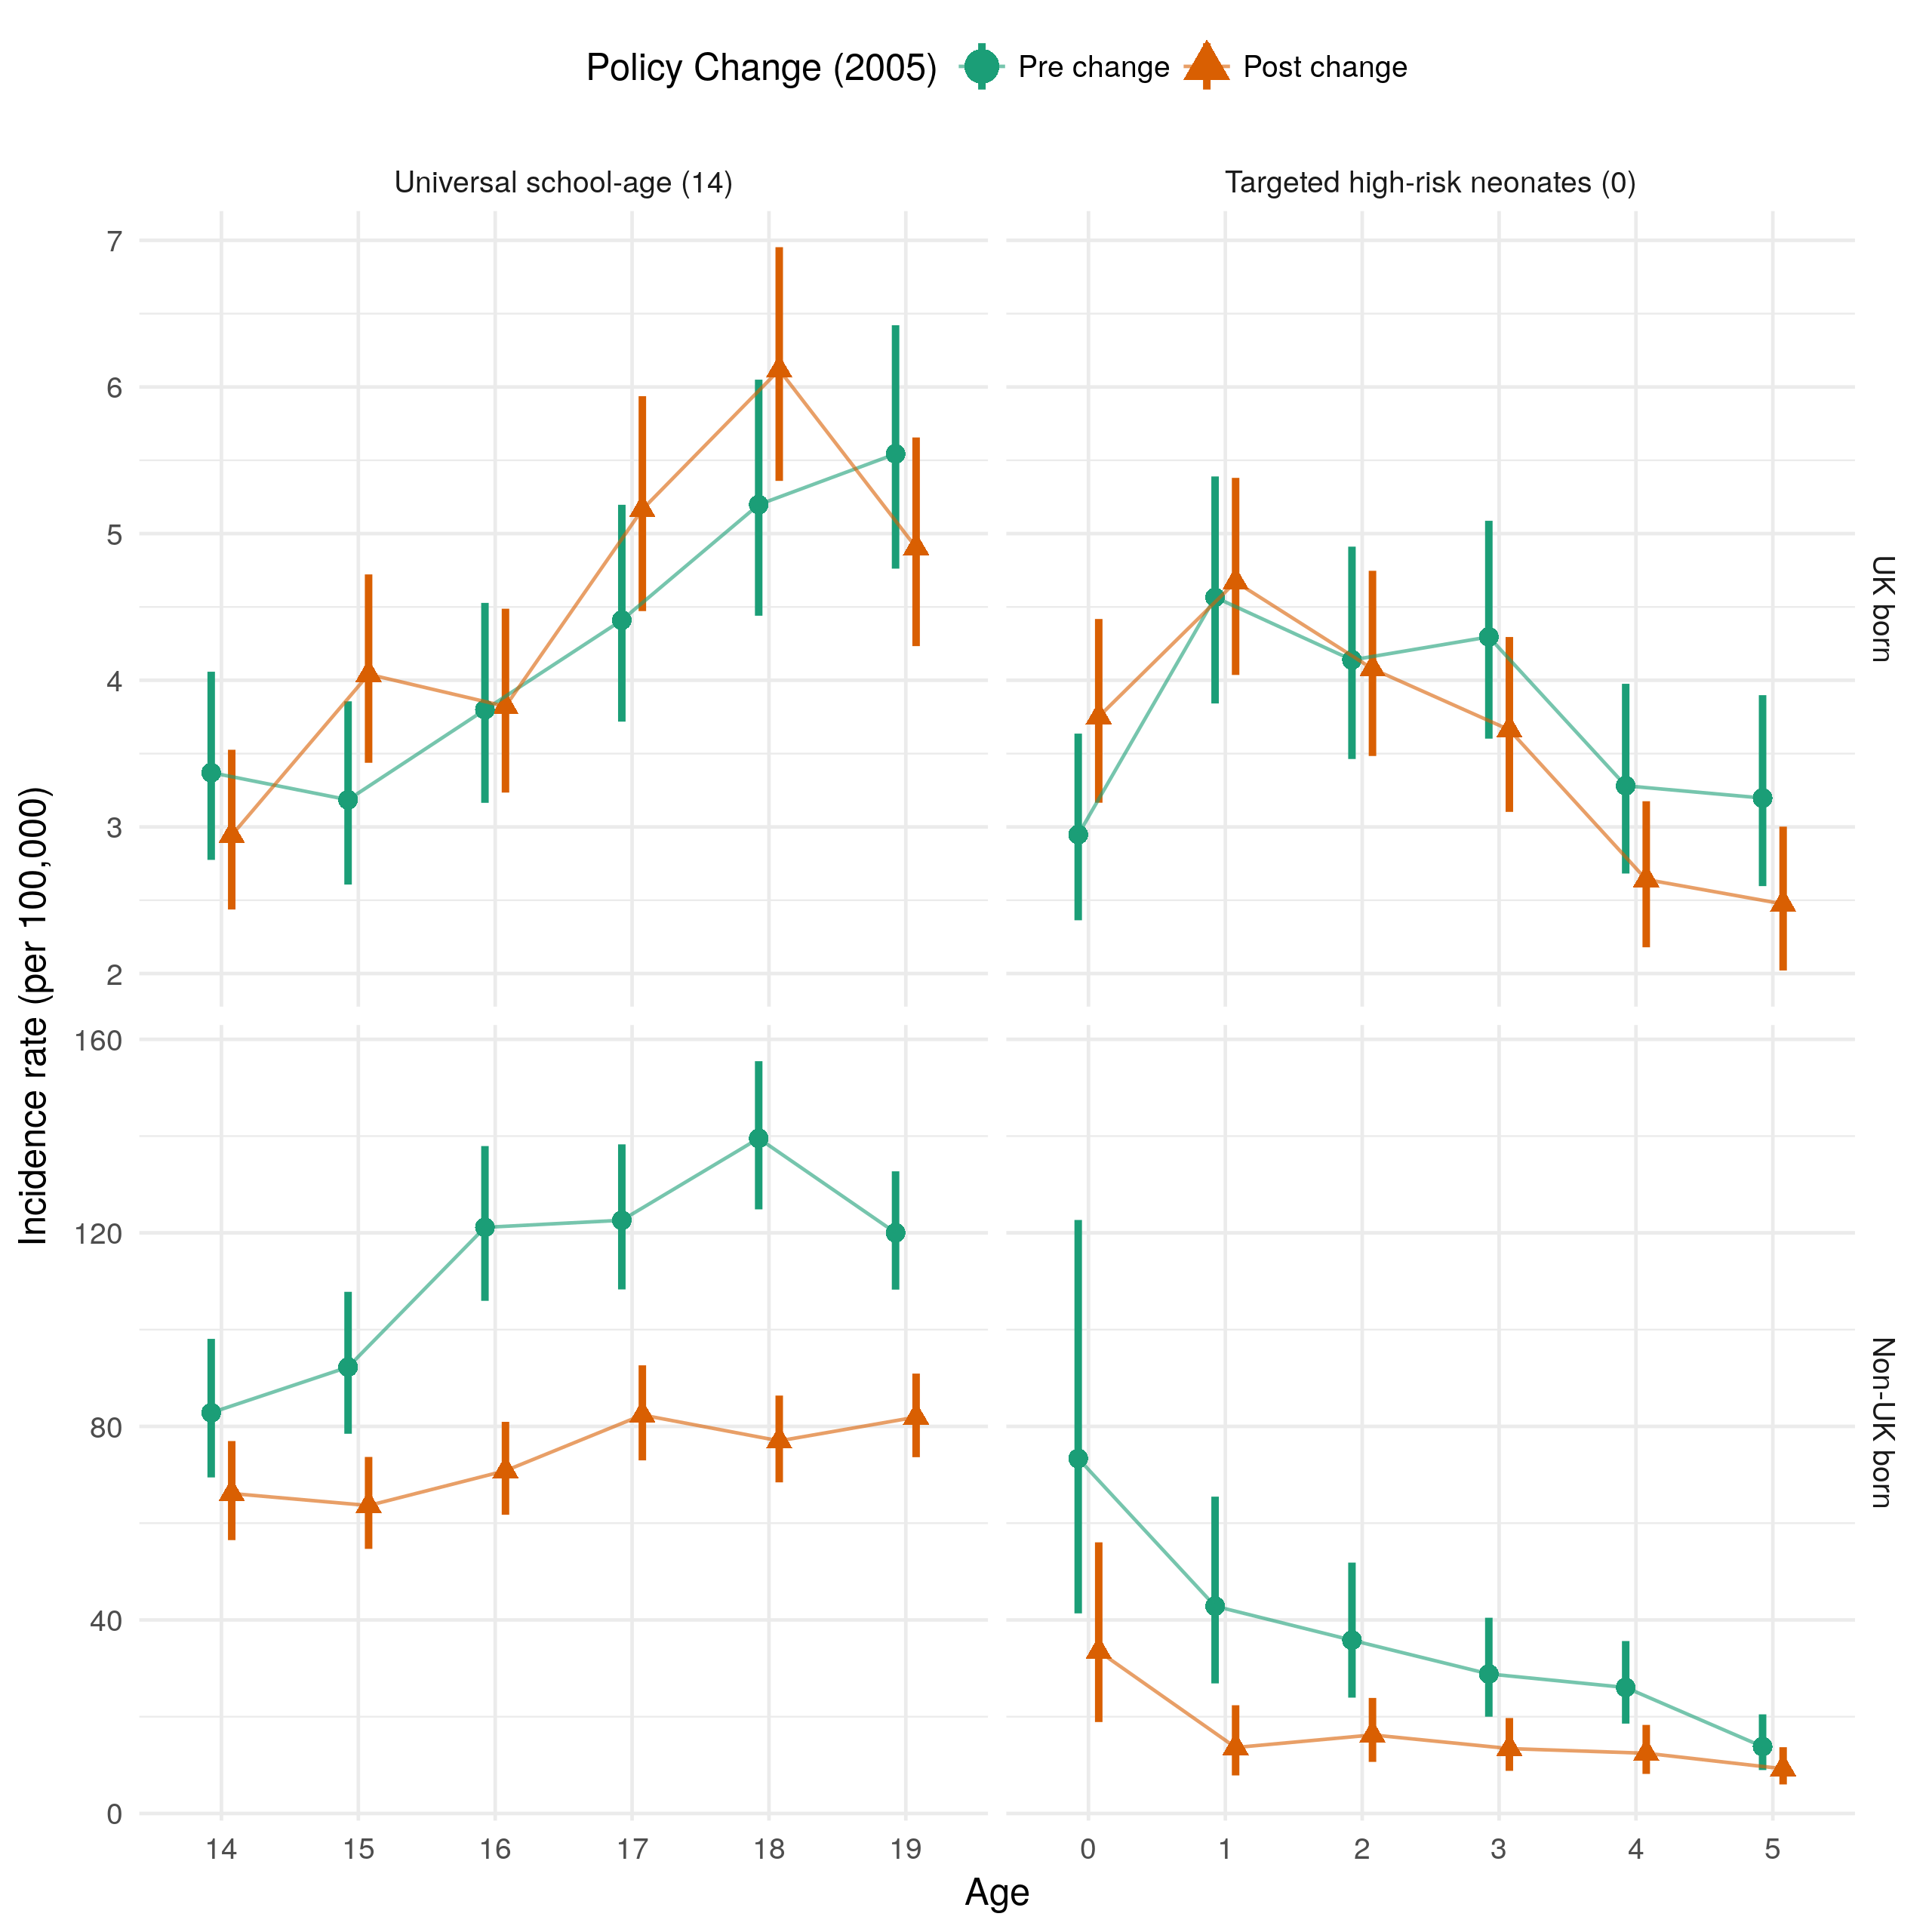 Policy Change (2005) Pre change Post change
Universal school-age (14) Targeted high-risk neonates (0)
7
6
5
4
3
2
UK born
160
120
80
40
0
Non-UK born
Incidence rate (per 100,000)
14 15 16 17 18 19 0 1 2 3 4 5
Age